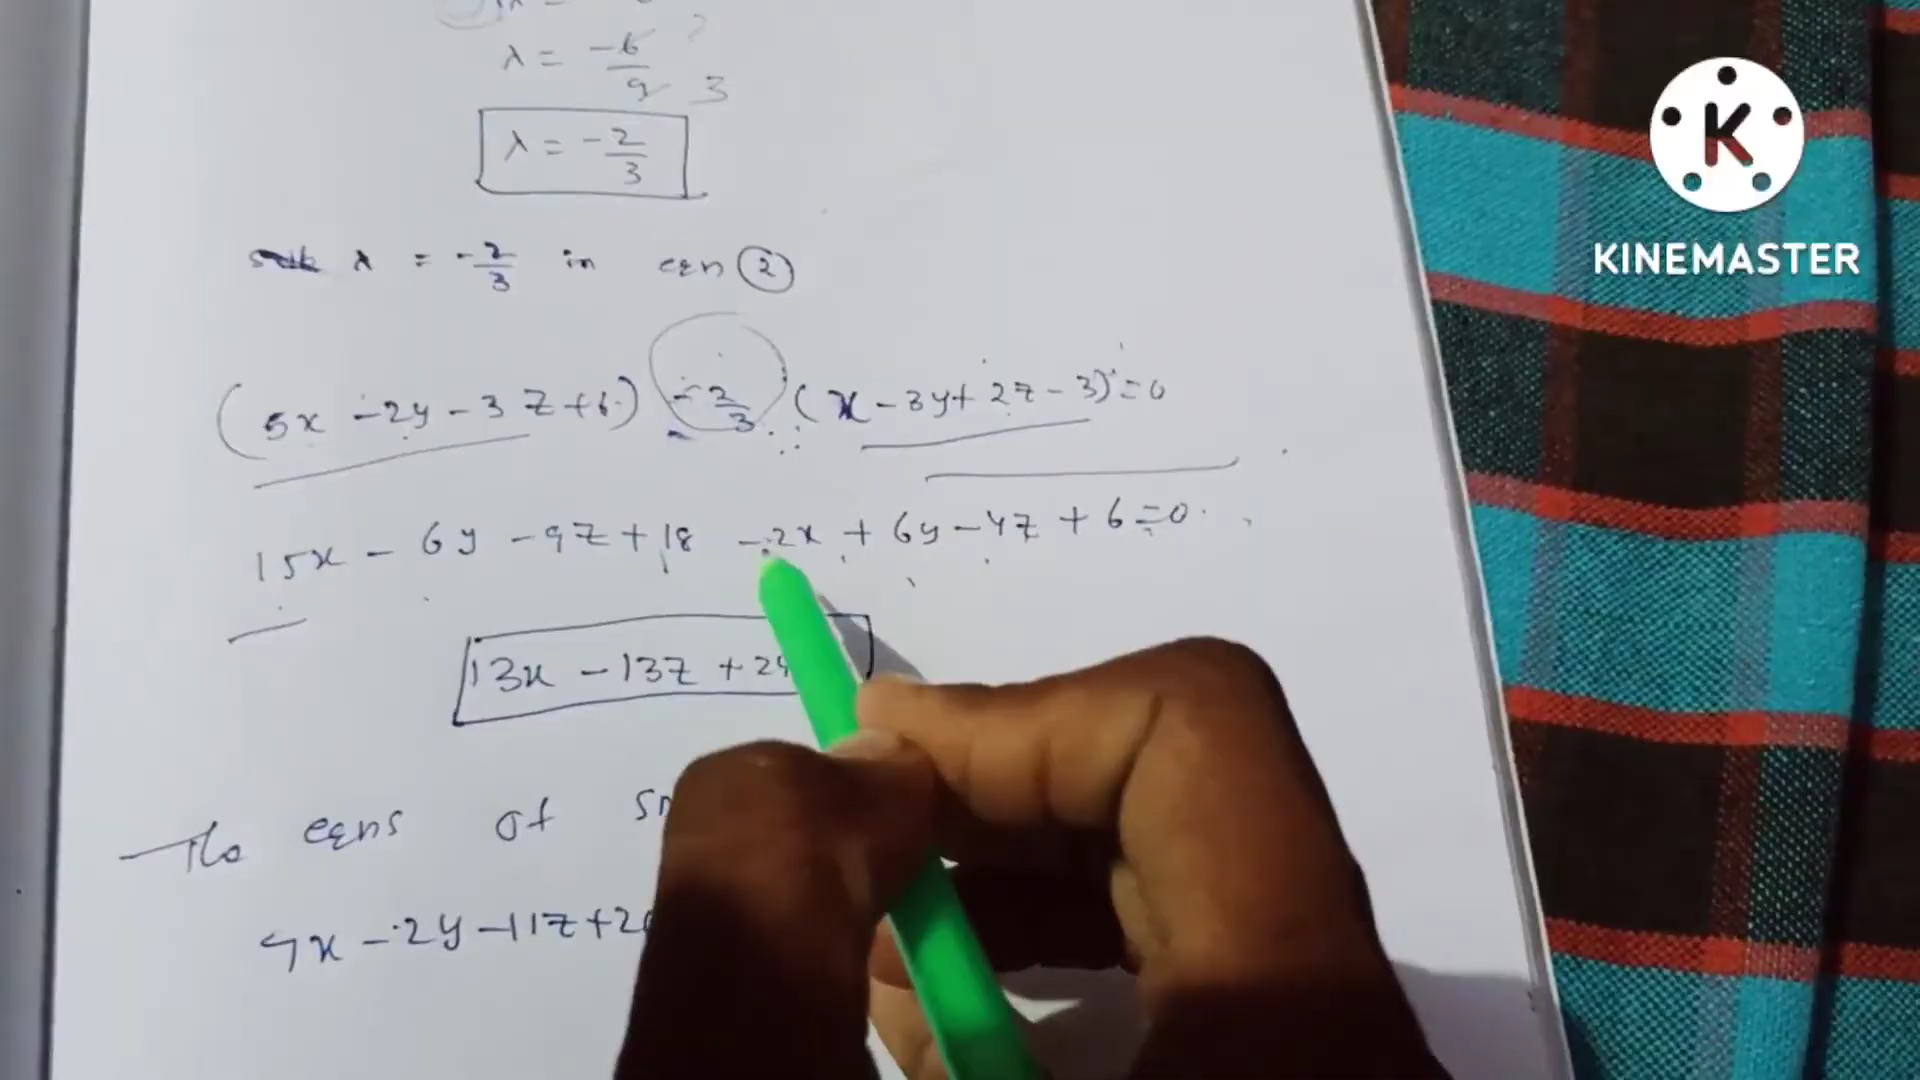 λ = -6/9 3
λ = -2/3
λ = -2/3 in eqn (2)
(5x - 2y - 3z + 6) - 2/3 (x - 3y + 2z - 3) = 0
15x - 6y - 9z + 18 - 2x + 6y - 4z + 6 = 0
13x - 13z + 24
The eqns of
7x - 2y - 11z + 2
K
KINEMASTER